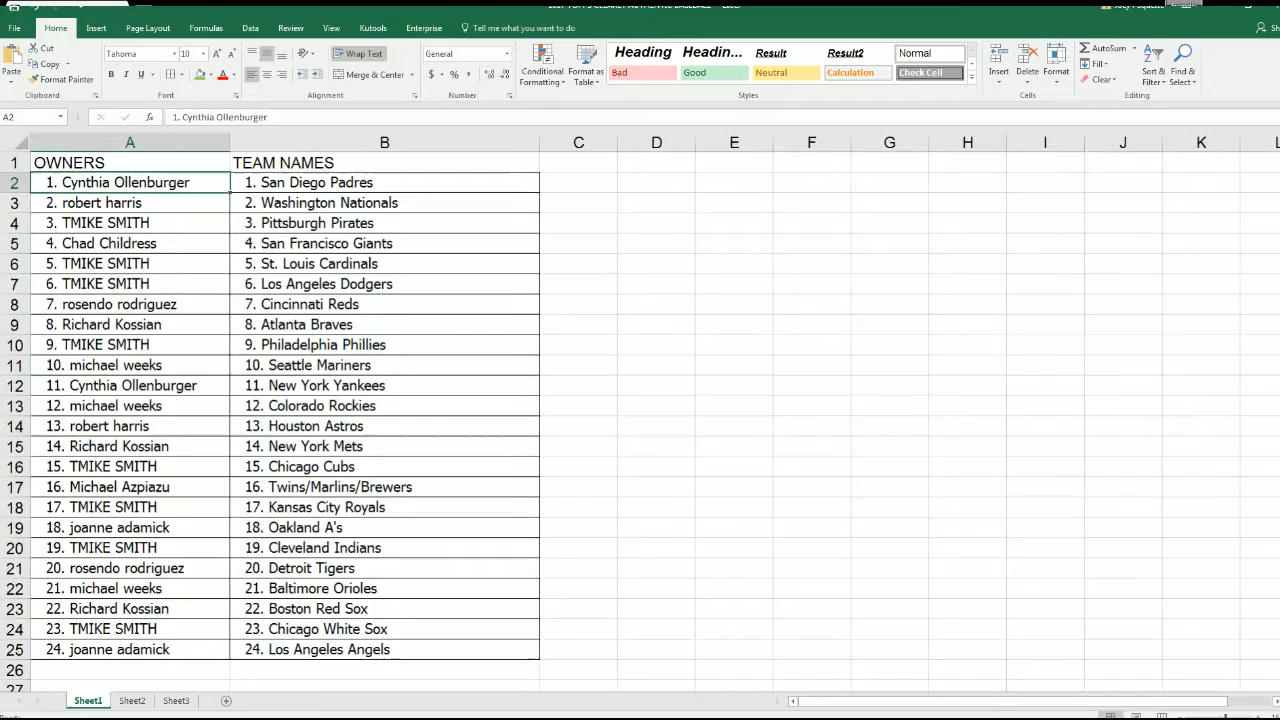 File Home Insert Page Layout Formulas Data Review View Kutools Enterprise Tell me what you want to do
Paste Cut Copy Format Painter Clipboard
Tahoma 10 Font
Wrap Text Merge & Center Alignment
General Number
Conditional Formatting Format as Table
Heading Headin... Result Result2 Normal
Bad Good Neutral Calculation Check Cell
Styles
Insert Delete Format Cells
AutoSum Fill Clear Sort & Filter Find & Select Editing
A2 fx 1. Cynthia Ollenburger
A B C D E F G H I J K
1 OWNERS TEAM NAMES
2 1. Cynthia Ollenburger 1. San Diego Padres
3 2. robert harris 2. Washington Nationals
4 3. TMIKE SMITH 3. Pittsburgh Pirates
5 4. Chad Childress 4. San Francisco Giants
6 5. TMIKE SMITH 5. St. Louis Cardinals
7 6. TMIKE SMITH 6. Los Angeles Dodgers
8 7. rosendo rodriguez 7. Cincinnati Reds
9 8. Richard Kossian 8. Atlanta Braves
10 9. TMIKE SMITH 9. Philadelphia Phillies
11 10. michael weeks 10. Seattle Mariners
12 11. Cynthia Ollenburger 11. New York Yankees
13 12. michael weeks 12. Colorado Rockies
14 13. robert harris 13. Houston Astros
15 14. Richard Kossian 14. New York Mets
16 15. TMIKE SMITH 15. Chicago Cubs
17 16. Michael Azpiazu 16. Twins/Marlins/Brewers
18 17. TMIKE SMITH 17. Kansas City Royals
19 18. joanne adamick 18. Oakland A's
20 19. TMIKE SMITH 19. Cleveland Indians
21 20. rosendo rodriguez 20. Detroit Tigers
22 21. michael weeks 21. Baltimore Orioles
23 22. Richard Kossian 22. Boston Red Sox
24 23. TMIKE SMITH 23. Chicago White Sox
25 24. joanne adamick 24. Los Angeles Angels
26
27
Sheet1 Sheet2 Sheet3